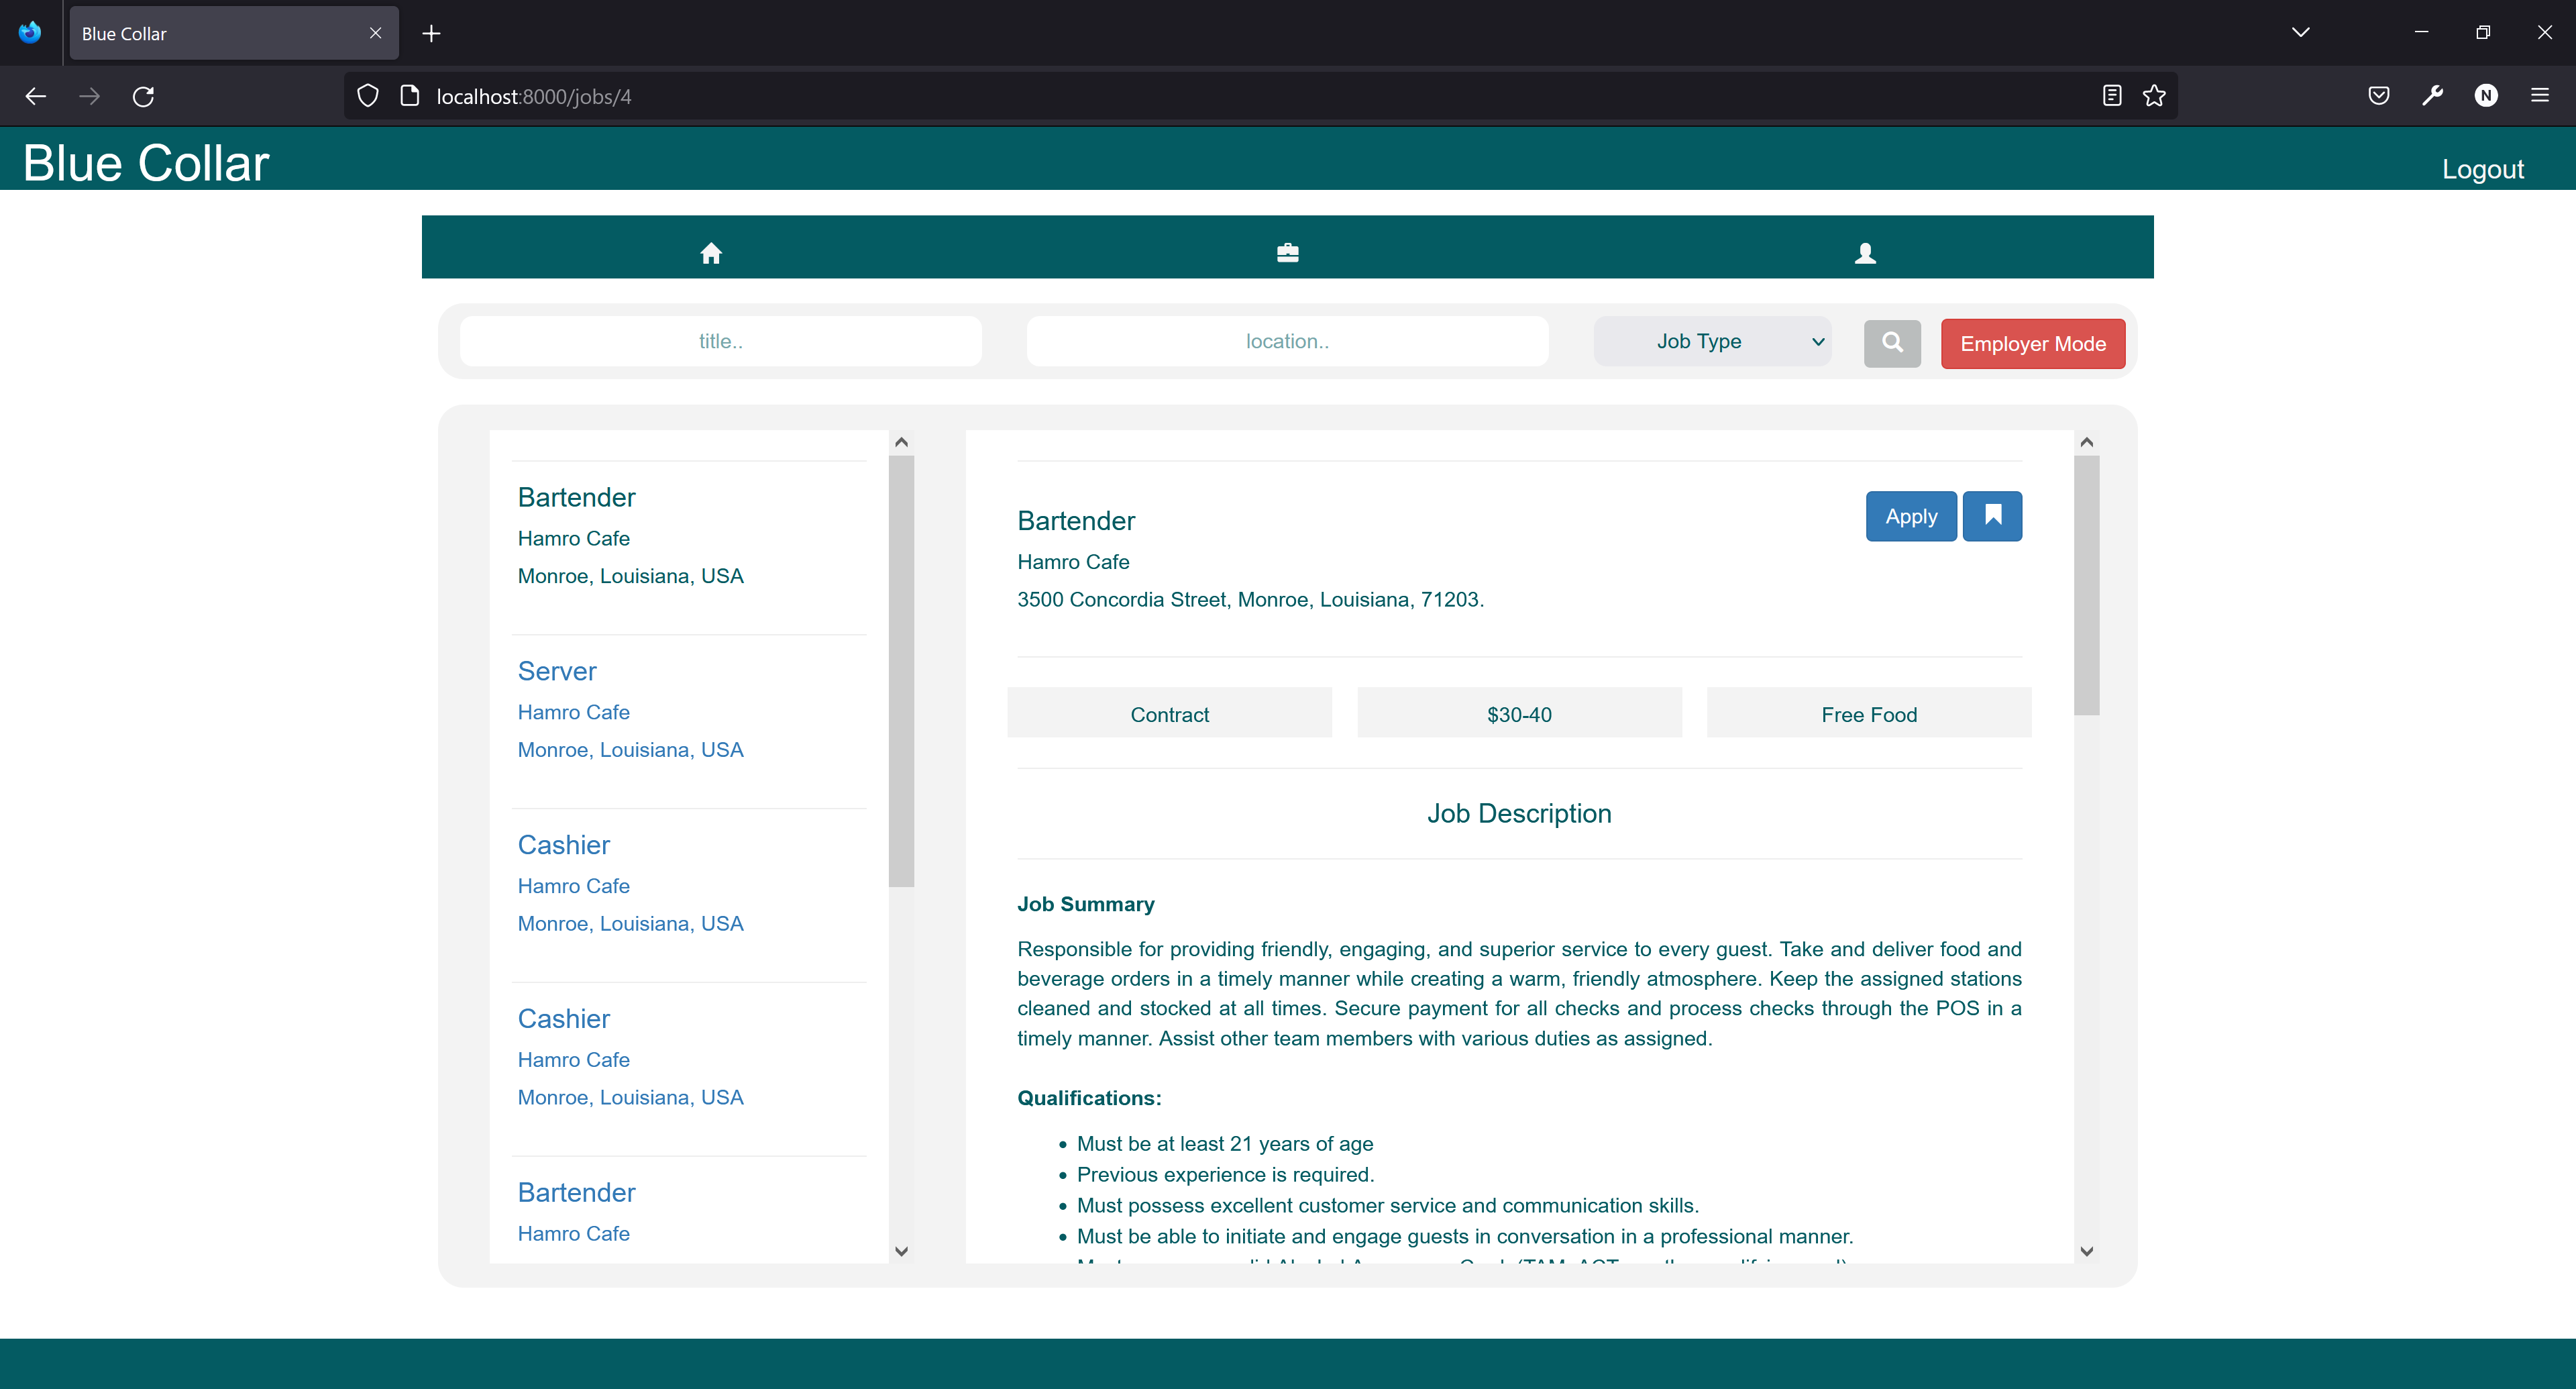 Blue Collar
localhost:8000/jobs/4
Blue Collar
Logout
title..
location..
Job Type
Employer Mode
Bartender
Hamro Cafe
Monroe, Louisiana, USA
Server
Hamro Cafe
Monroe, Louisiana, USA
Cashier
Hamro Cafe
Monroe, Louisiana, USA
Cashier
Hamro Cafe
Monroe, Louisiana, USA
Bartender
Hamro Cafe
Bartender
Apply
Hamro Cafe
3500 Concordia Street, Monroe, Louisiana, 71203.
Contract
$30-40
Free Food
Job Description
Job Summary
Responsible for providing friendly, engaging, and superior service to every guest. Take and deliver food and
beverage orders in a timely manner while creating a warm, friendly atmosphere. Keep the assigned stations
cleaned and stocked at all times. Secure payment for all checks and process checks through the POS in a
timely manner. Assist other team members with various duties as assigned.
Qualifications:
• Must be at least 21 years of age
• Previous experience is required.
• Must possess excellent customer service and communication skills.
• Must be able to initiate and engage guests in conversation in a professional manner.